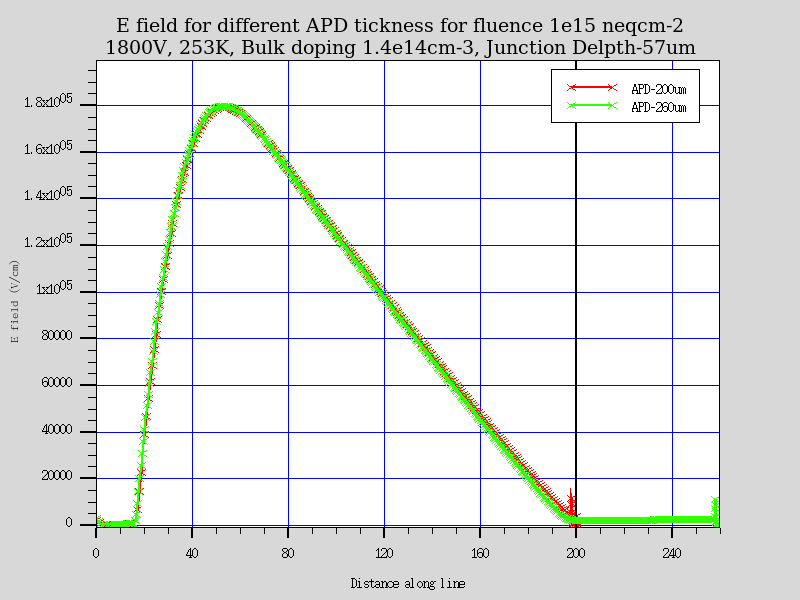 E field for different APD tickness for fluence 1e15 neqcm-2
1800V, 253K, Bulk doping 1.4e14cm-3, Junction Delpth-57um
APD-200um
APD-260um
1.8x10^05
1.6x10^05
1.4x10^05
1.2x10^05
1x10^05
80000
60000
40000
20000
0
E field (V/cm)
0 40 80 120 160 200 240
Distance along line